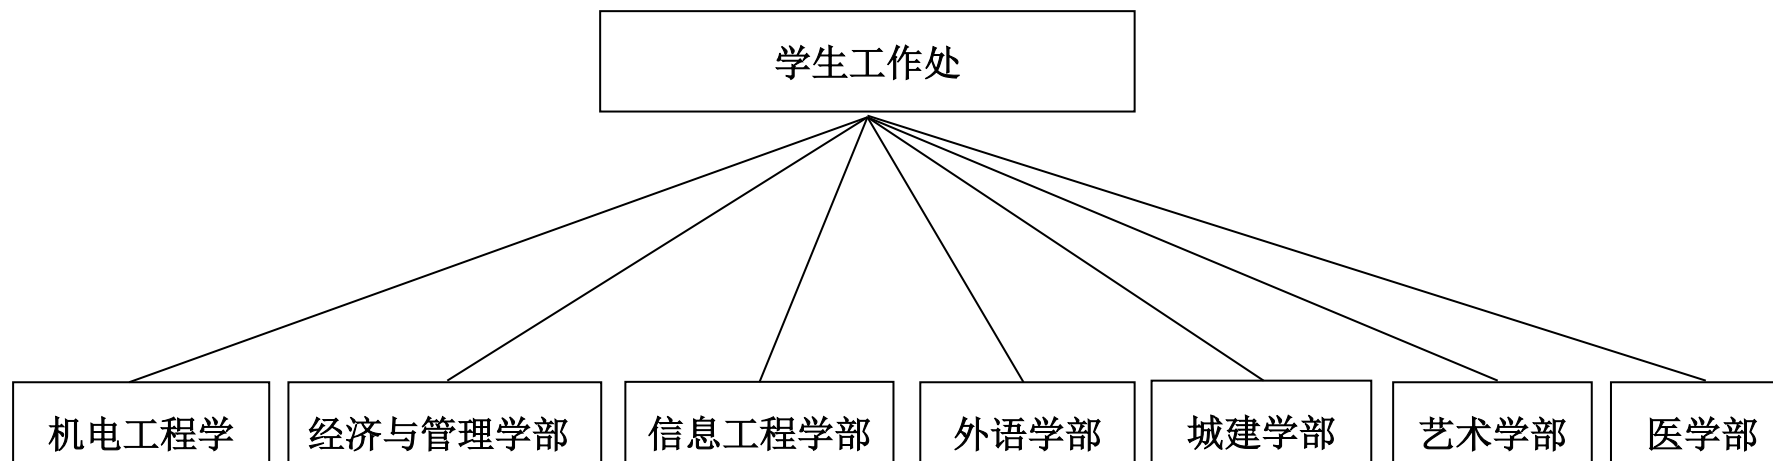 学生工作处
机电工程学
经济与管理学部
信息工程学部
外语学部
城建学部
艺术学部
医学部